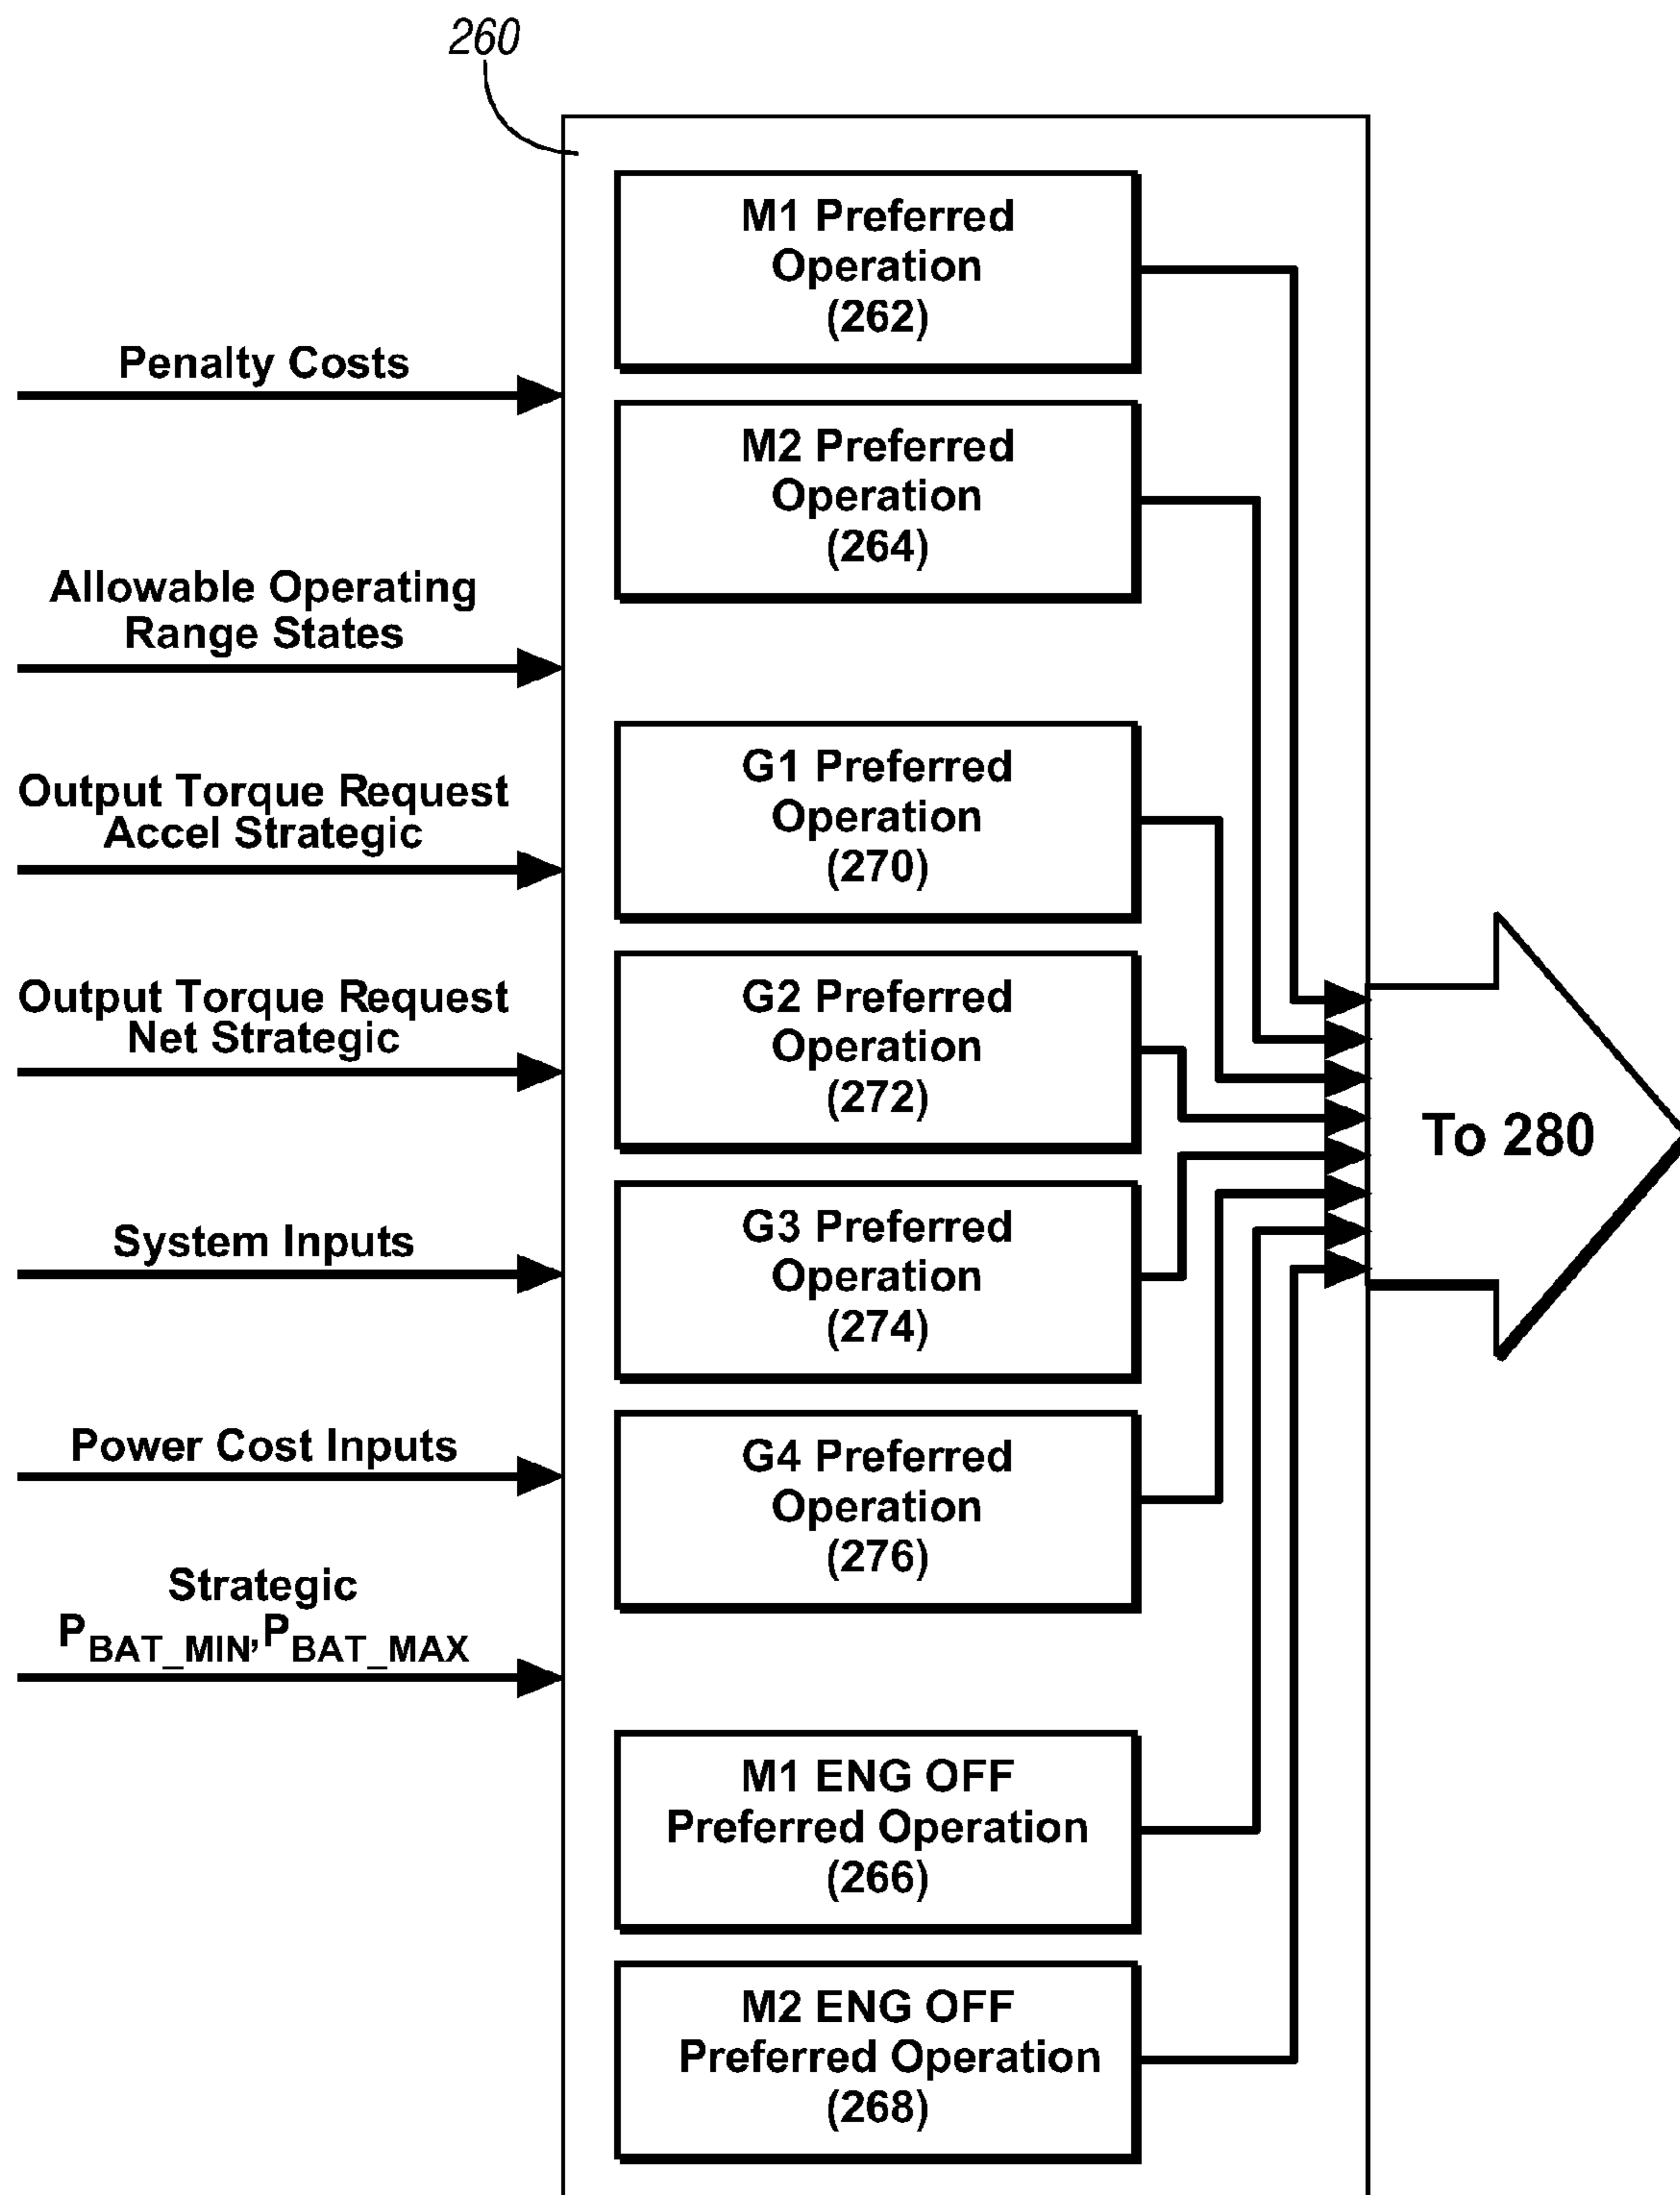 260
M1 Preferred
Operation
(262)
Penalty Costs
M2 Preferred
Operation
(264)
Allowable Operating
Range States
G1 Preferred
Operation
(270)
Output Torque Request
Accel Strategic
G2 Preferred
Operation
(272)
Output Torque Request
Net Strategic
To 280
G3 Preferred
Operation
(274)
System Inputs
G4 Preferred
Operation
(276)
Power Cost Inputs
Strategic
PBAT_MIN,PBAT_MAX
M1 ENG OFF
Preferred Operation
(266)
M2 ENG OFF
Preferred Operation
(268)